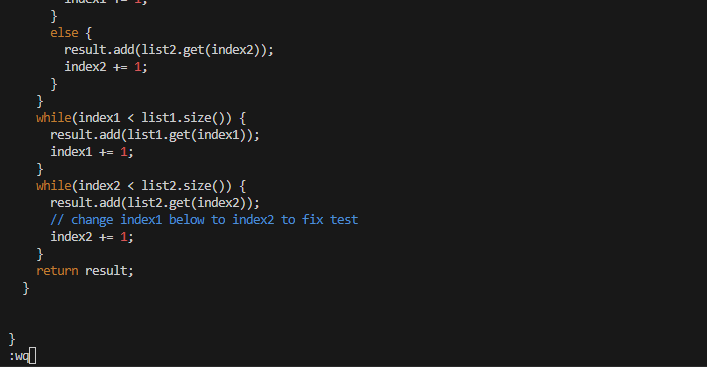 index1 += 1;
      }
      else {
        result.add(list2.get(index2));
        index2 += 1;
      }
    }
    while(index1 < list1.size()) {
      result.add(list1.get(index1));
      index1 += 1;
    }
    while(index2 < list2.size()) {
      result.add(list2.get(index2));
      // change index1 below to index2 to fix test
      index2 += 1;
    }
    return result;
  }
}
:wq